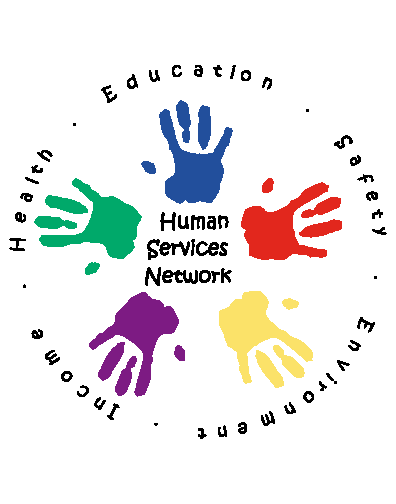 Education
Safety
Environment
Income
Health
Human
Services
Network